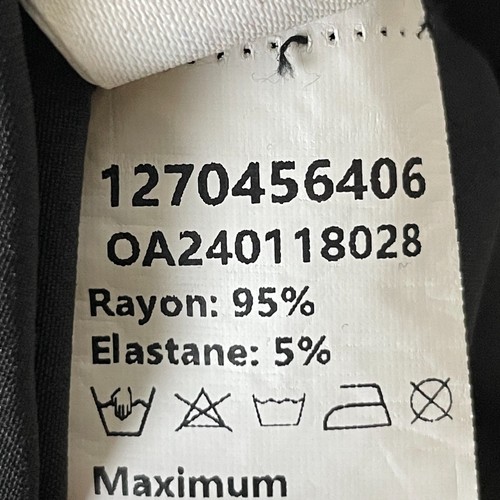 1270456406
OA240118028
Rayon: 95%
Elastane: 5%
Maximum